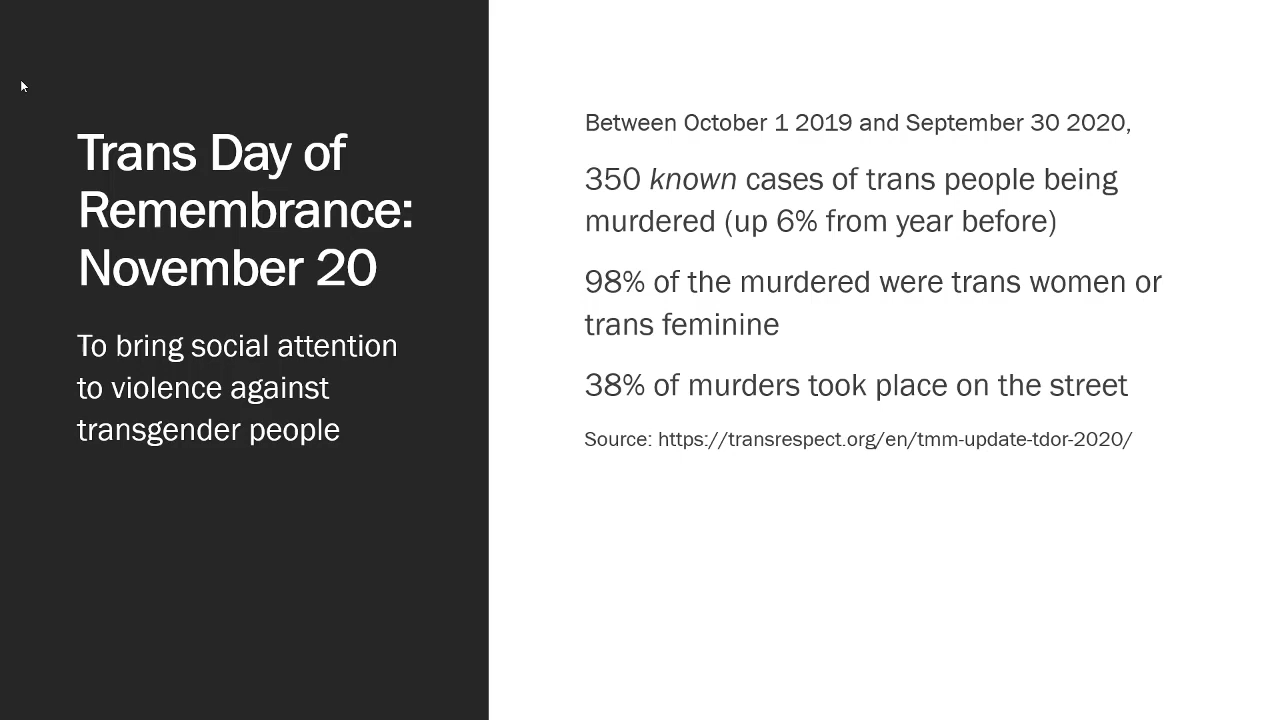 Trans Day of
Remembrance:
November 20
To bring social attention
to violence against
transgender people
Between October 1 2019 and September 30 2020,
350 known cases of trans people being
murdered (up 6% from year before)
98% of the murdered were trans women or
trans feminine
38% of murders took place on the street
Source: https://transrespect.org/en/tmm-update-tdor-2020/